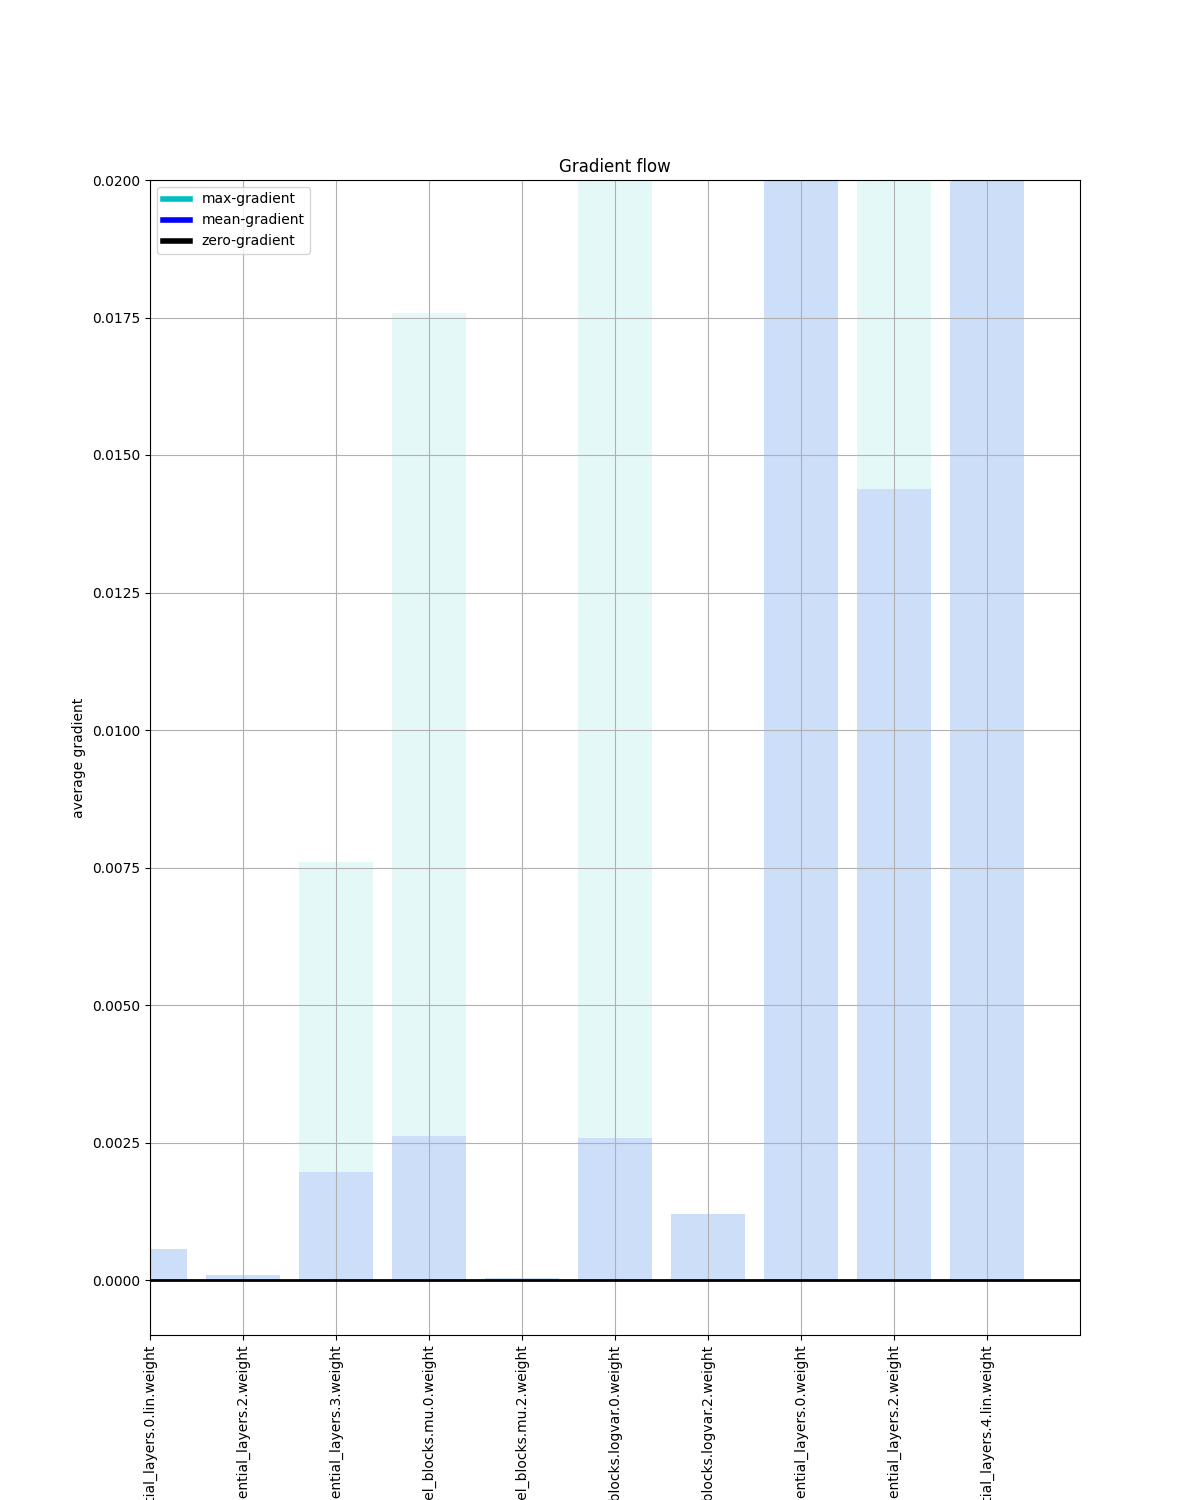 Gradient flow
max-gradient
mean-gradient
zero-gradient
0.0200
0.0175
0.0150
0.0125
0.0100
0.0075
0.0050
0.0025
0.0000
average gradient
tial_layers.0.lin.weight
ential_layers.2.weight
ential_layers.3.weight
el_blocks.mu.0.weight
el_blocks.mu.2.weight
blocks.logvar.0.weight
blocks.logvar.2.weight
ential_layers.0.weight
ential_layers.2.weight
tial_layers.4.lin.weight